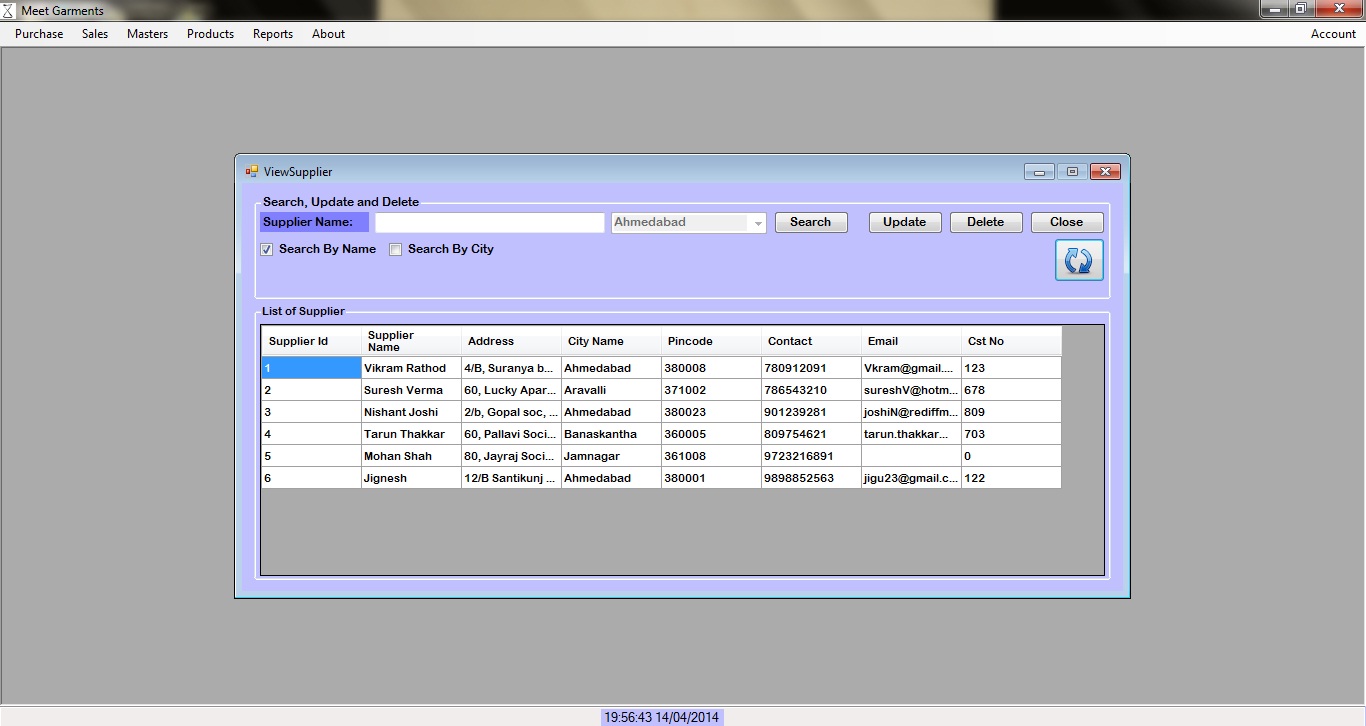 Meet Garments
Purchase Sales Masters Products Reports About Account
ViewSupplier
Search, Update and Delete
Supplier Name: Ahmedabad Search Update Delete Close
Search By Name Search By City
List of Supplier
Supplier Id Supplier Name Address City Name Pincode Contact Email Cst No
1 Vikram Rathod 4/B, Suranya b... Ahmedabad 380008 780912091 Vkram@gmail.... 123
2 Suresh Verma 60, Lucky Apar... Aravalli 371002 786543210 sureshV@hotm... 678
3 Nishant Joshi 2/b, Gopal soc, ... Ahmedabad 380023 901239281 joshiN@rediffm... 809
4 Tarun Thakkar 60, Pallavi Soci... Banaskantha 360005 809754621 tarun.thakkar... 703
5 Mohan Shah 80, Jayraj Soci... Jamnagar 361008 9723216891 0
6 Jignesh 12/B Santikunj ... Ahmedabad 380001 9898852563 jigu23@gmail.c... 122
19:56:43 14/04/2014